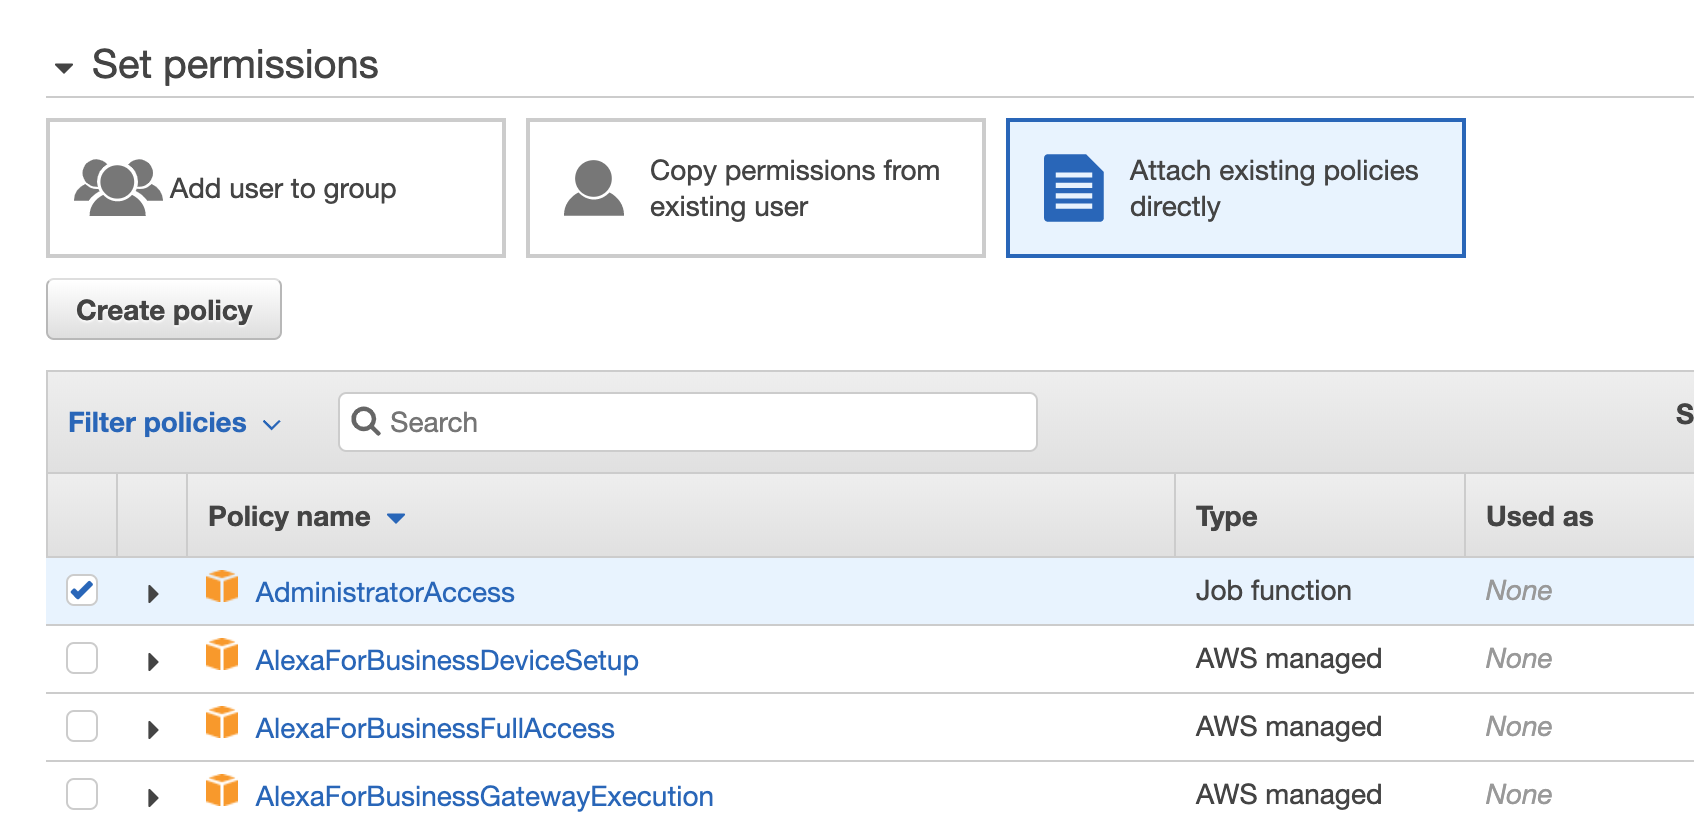 Set permissions
Add user to group
Copy permissions from
existing user
Attach existing policies
directly
Create policy
Filter policies
Search
Policy name
Type
Used as
AdministratorAccess
Job function
None
AlexaForBusinessDeviceSetup
AWS managed
None
AlexaForBusinessFullAccess
AWS managed
None
AlexaForBusinessGatewayExecution
AWS managed
None